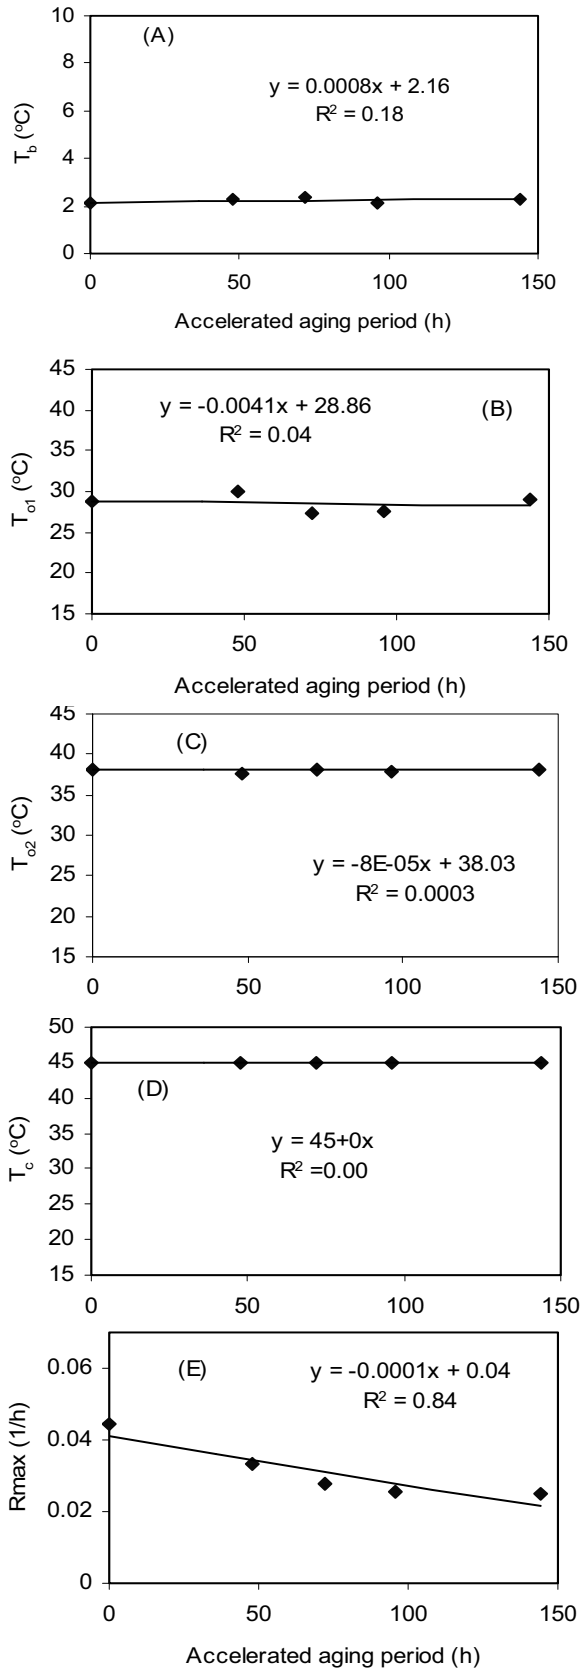 10
(A)
8
y = 0.0008x + 2.16
R² = 0.18
6
T_b (°C)
4
2
0
0 50 100 150
Accelerated aging period (h)
45
40
y = -0.0041x + 28.86
(B)
R² = 0.04
35
30
T_o1 (°C)
25
20
15
0 50 100 150
Accelerated aging period (h)
45
(C)
40
35
30
T_o2 (°C)
y = -8E-05x + 38.03
25
R² = 0.0003
20
15
0 50 100 150
50
45
(D)
40
35
y = 45+0x
T_c (°C)
R² =0.00
30
25
20
15
0 50 100 150
0.06
(E)
y = -0.0001x + 0.04
R² = 0.84
0.04
Rmax (1/h)
0.02
0
0 50 100 150
Accelerated aging period (h)